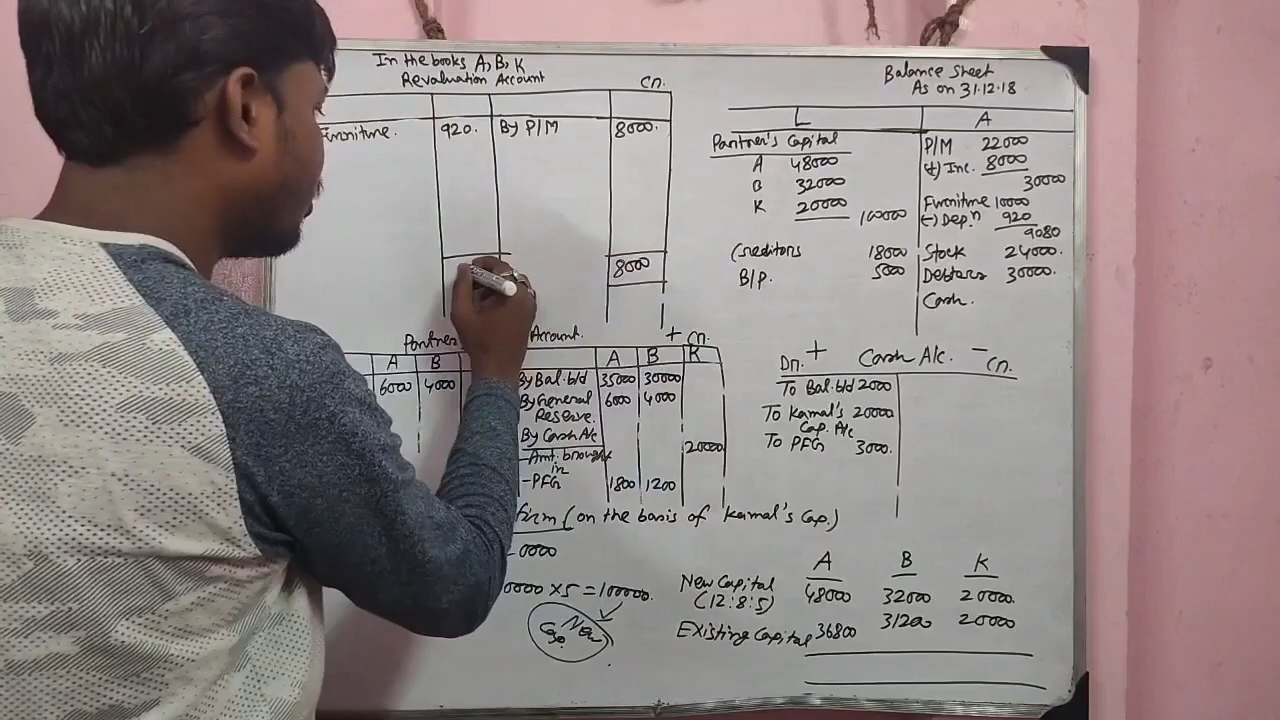 In the books A, B, K
Revaluation Account
Cr.
Furniture. 920. By P/M 8000.
8000
Partner Account. + Cr.
A B A B K
6000 4000 By Bal. b/d 35000 30000
By General Reserve. 6000 4000
By Cash A/c
- Amt. brought in 20000
- PFG 1800 1200
firm (on the basis of Kamal's Cap.)
0000
0000 × 5 = 100000.
New
Balance Sheet
As on 31.12.18
L A
Partner's Capital
A 48000
B 32000
K 20000
100000
Creditors 18000
B/P. 5000
P/M 22000
(+) Inc. 8000
30000
Furniture 10000
(-) Depn. 920
9080
Stock 24000.
Debtors 30000.
Cash.
Dr. + Cash A/c. - Cr.
To Bal. b/d 2000
To Kamal's Cap. A/c 20000
To PFG 3000.
A B K
New Capital (12:8:5) 48000 32000 20000.
Existing Capital 36800 31200 20000